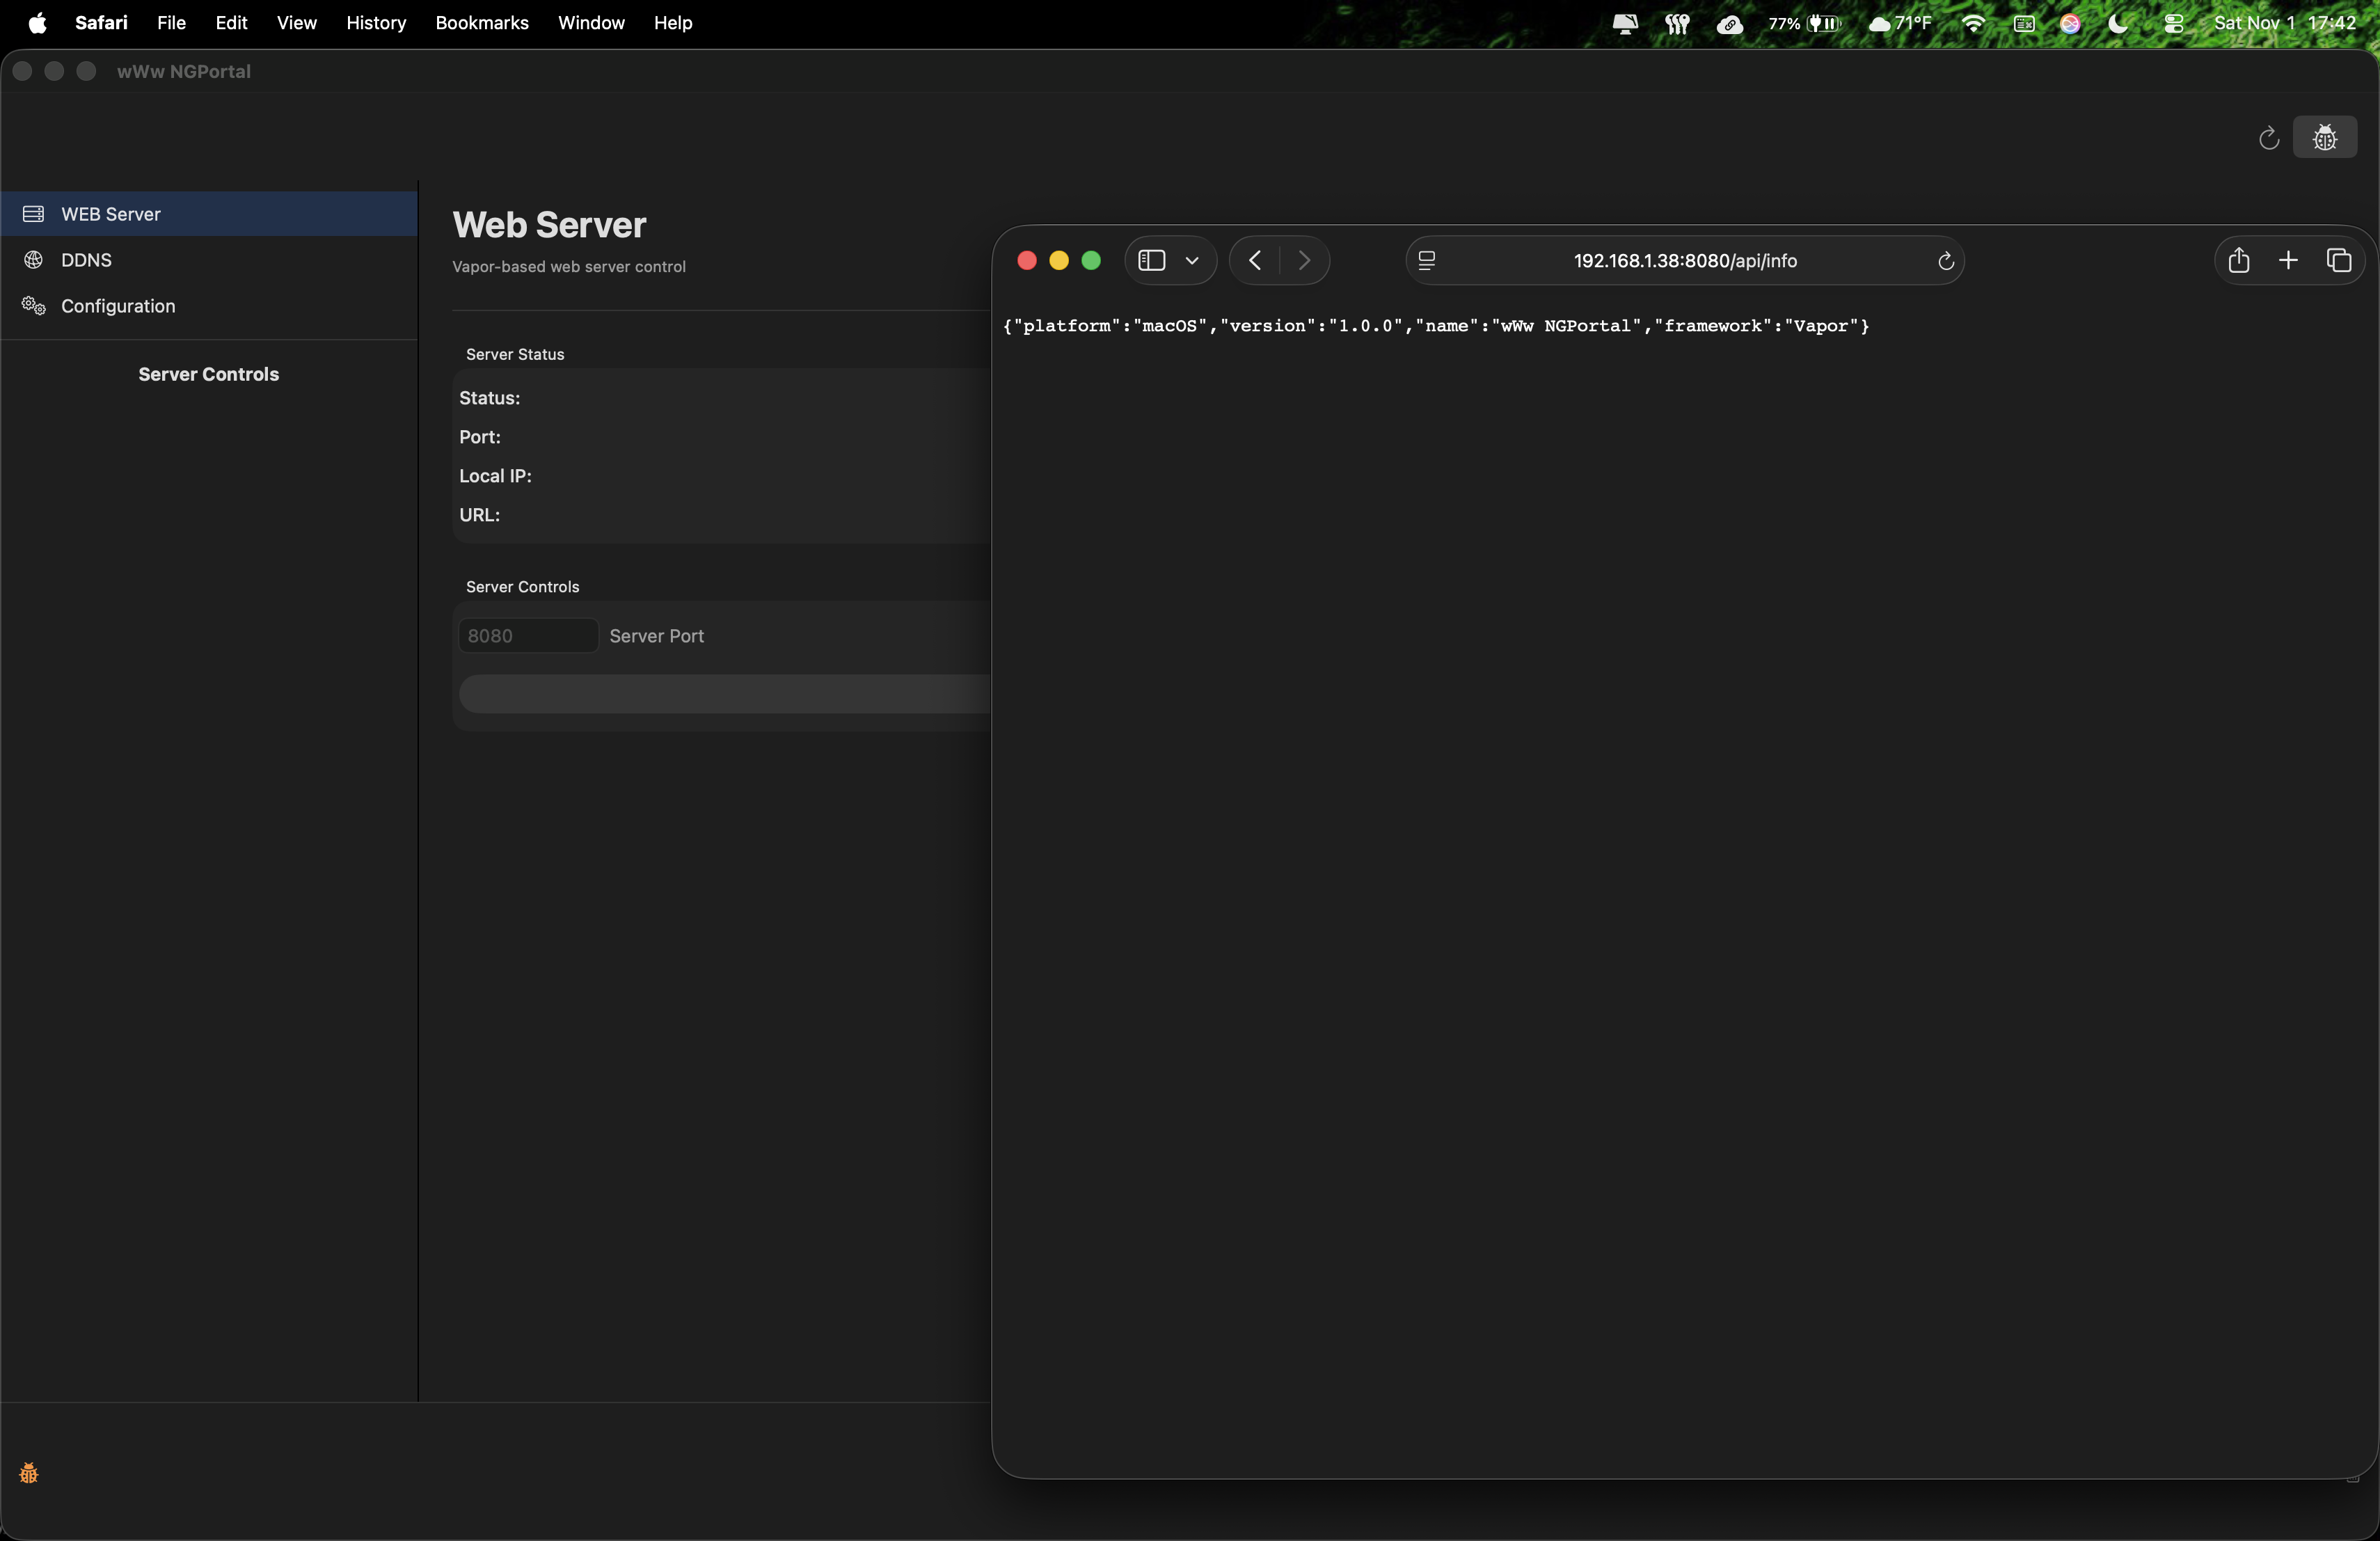 Safari File Edit View History Bookmarks Window Help 77% 71°F Sat Nov 1 17:42
wWw NGPortal
WEB Server
DDNS
Configuration
Server Controls
Web Server
Vapor-based web server control
Server Status
Status:
Port:
Local IP:
URL:
Server Controls
8080 Server Port
192.168.1.38:8080/api/info
{"platform":"macOS","version":"1.0.0","name":"wWw NGPortal","framework":"Vapor"}